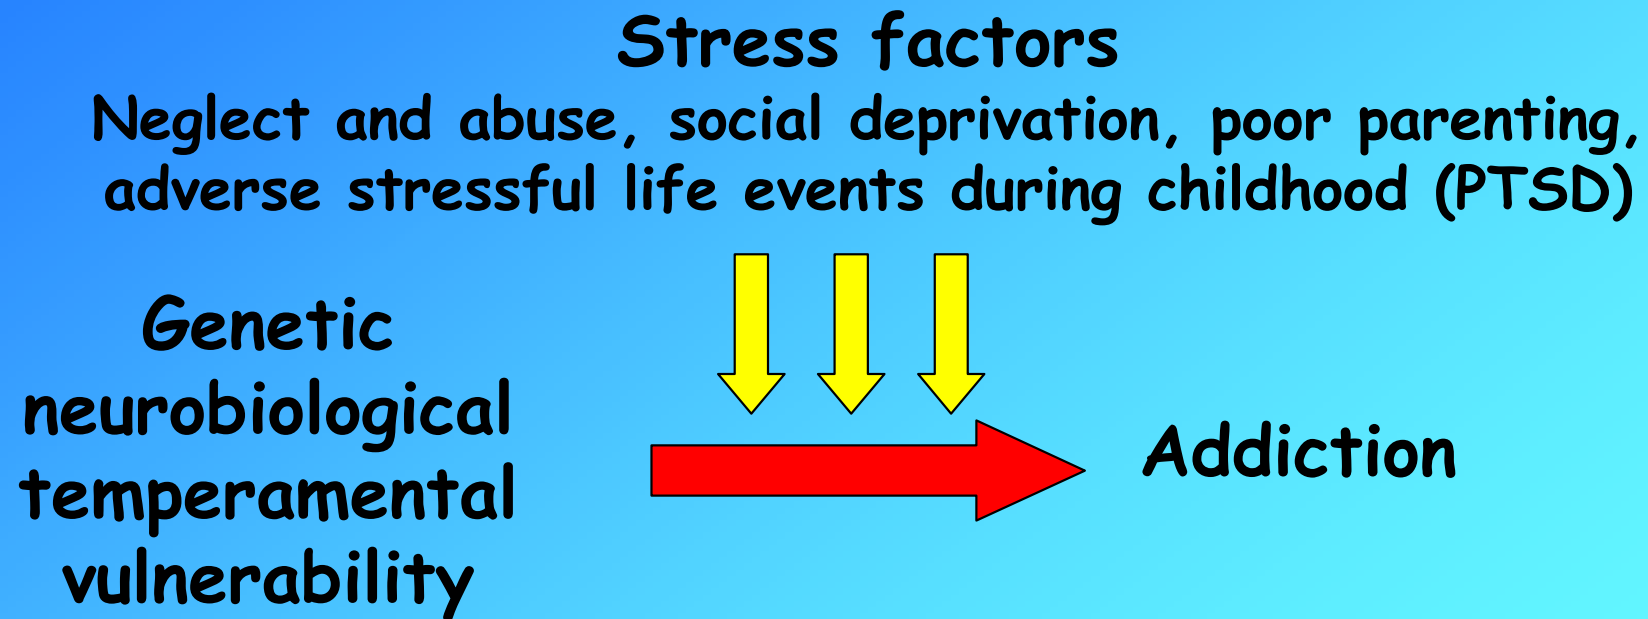 Stress factors
Neglect and abuse, social deprivation, poor parenting,
adverse stressful life events during childhood (PTSD)
Genetic
neurobiological
temperamental
vulnerability
Addiction